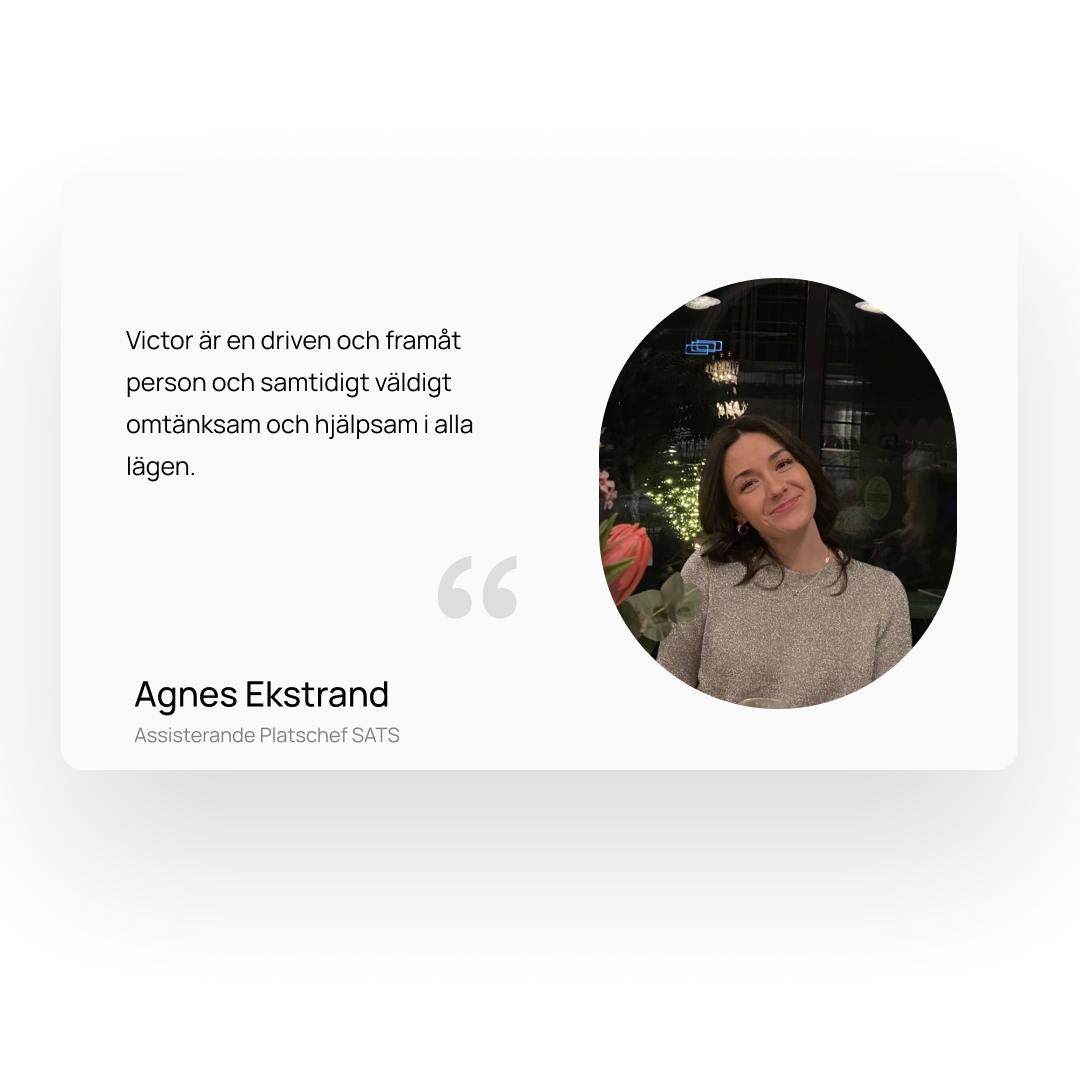 Victor är en driven och framåt
person och samtidigt väldigt
omtänksam och hjälpsam i alla
lägen.
“
Agnes Ekstrand
Assisterande Platschef SATS